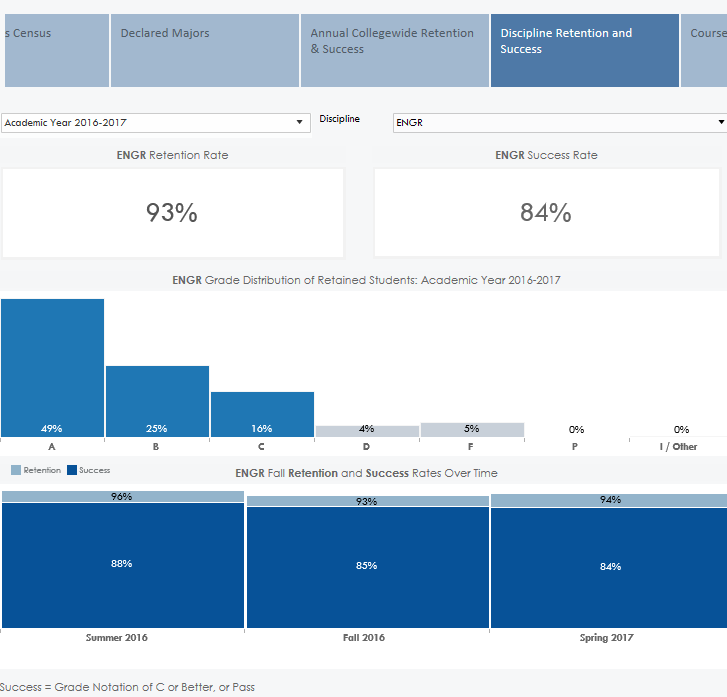 s Census
Declared Majors
Annual Collegewide Retention
& Success
Discipline Retention and
Success
Course
Academic Year 2016-2017
Discipline
ENGR
ENGR Retention Rate
ENGR Success Rate
93%
84%
ENGR Grade Distribution of Retained Students: Academic Year 2016-2017
49%
25%
16%
4%
5%
0%
0%
A
B
C
D
F
P
I / Other
Retention
Success
ENGR Fall Retention and Success Rates Over Time
96%
93%
94%
88%
85%
84%
Summer 2016
Fall 2016
Spring 2017
Success = Grade Notation of C or Better, or Pass